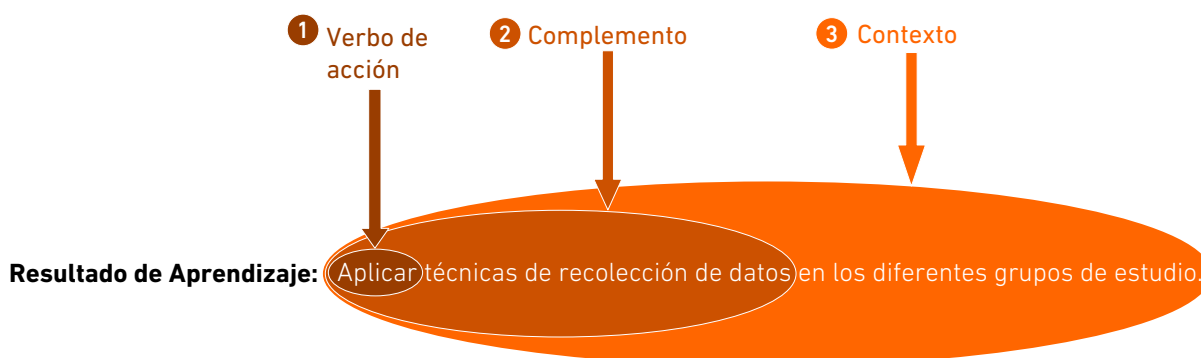 1 Verbo de
acción
2 Complemento
3 Contexto
Resultado de Aprendizaje: Aplicar técnicas de recolección de datos en los diferentes grupos de estudio.